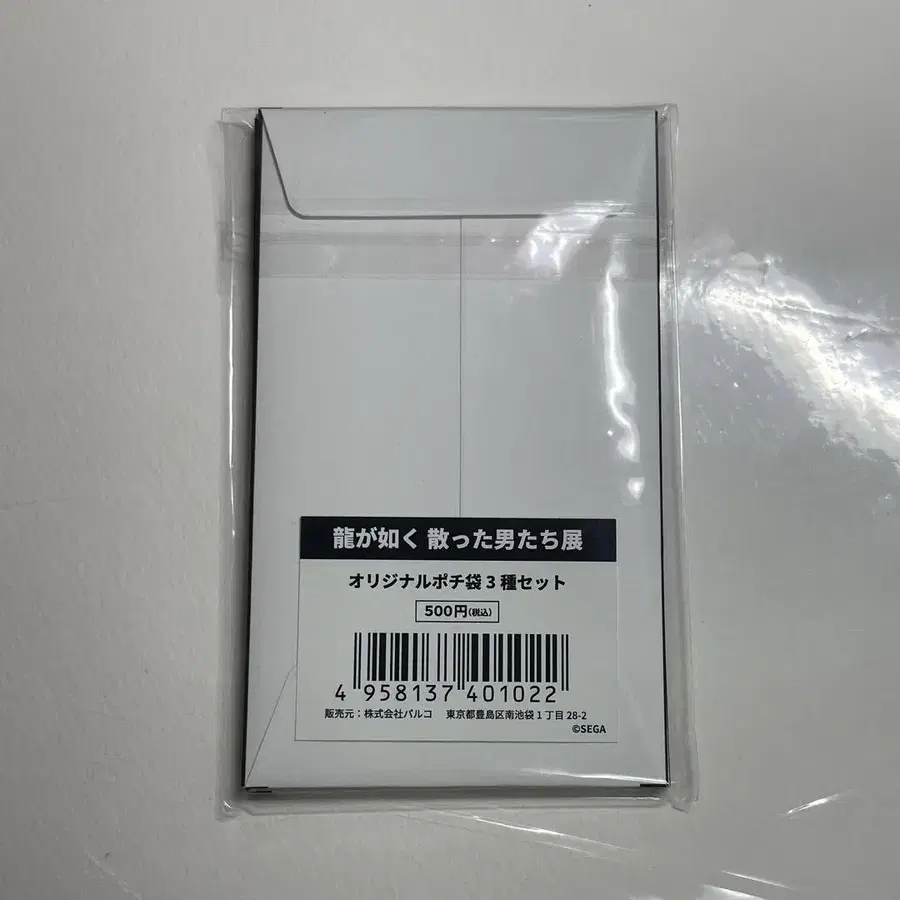 龍が如く 散った男たち展
オリジナルポチ袋3種セット
500円(税込)
4 958137 401022
販売元：株式会社パルコ 東京都豊島区南池袋1丁目28-2
©SEGA